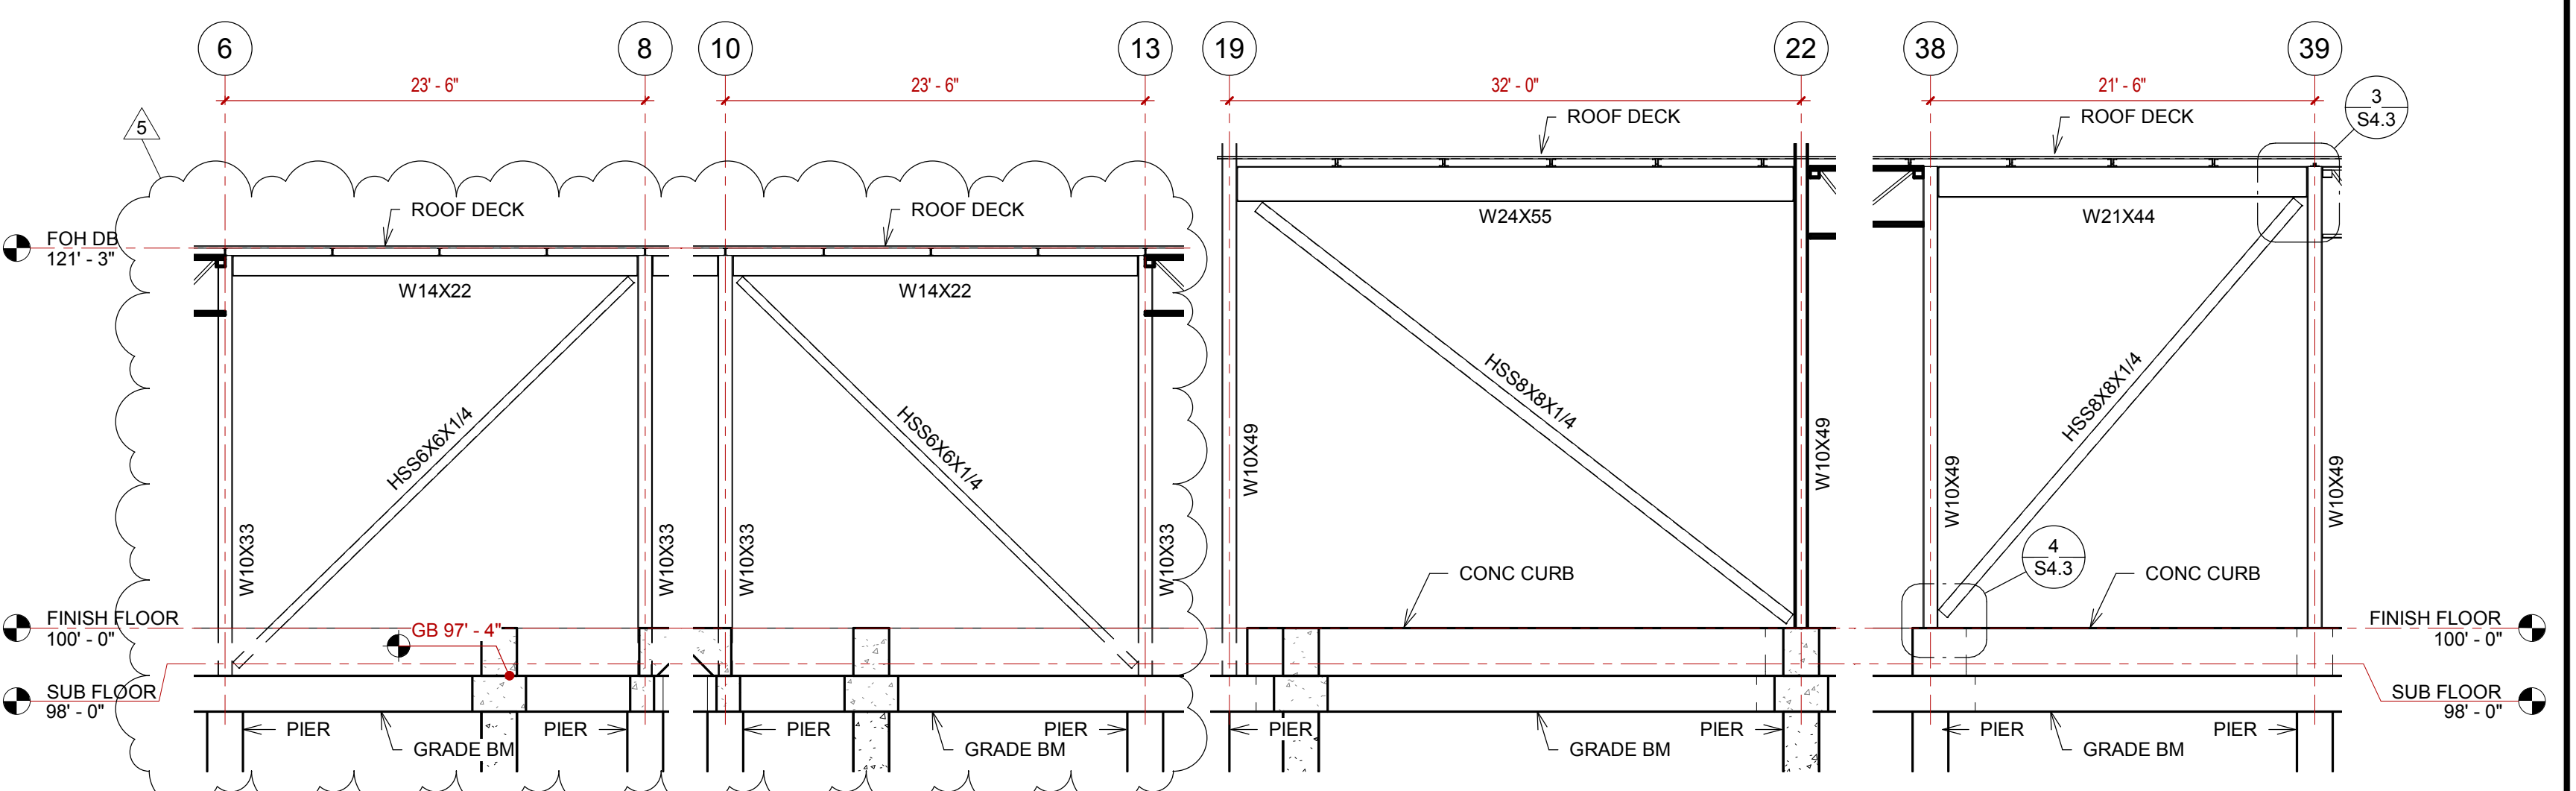 6
8
10
13
19
22
38
39
23' - 6"
23' - 6"
32' - 0"
21' - 6"
3
S4.3
5
ROOF DECK
ROOF DECK
ROOF DECK
ROOF DECK
FOH DB
121' - 3"
W14X22
W14X22
W24X55
W21X44
HSS6X6X1/4
HSS6X6X1/4
HSS8X8X1/4
HSS8X8X1/4
W10X33
W10X33
W10X33
W10X33
W10X49
W10X49
W10X49
W10X49
4
S4.3
CONC CURB
CONC CURB
FINISH FLOOR
100' - 0"
GB 97' - 4"
FINISH FLOOR
100' - 0"
SUB FLOOR
98' - 0"
SUB FLOOR
98' - 0"
PIER
PIER
PIER
PIER
PIER
PIER
PIER
PIER
GRADE BM
GRADE BM
GRADE BM
GRADE BM